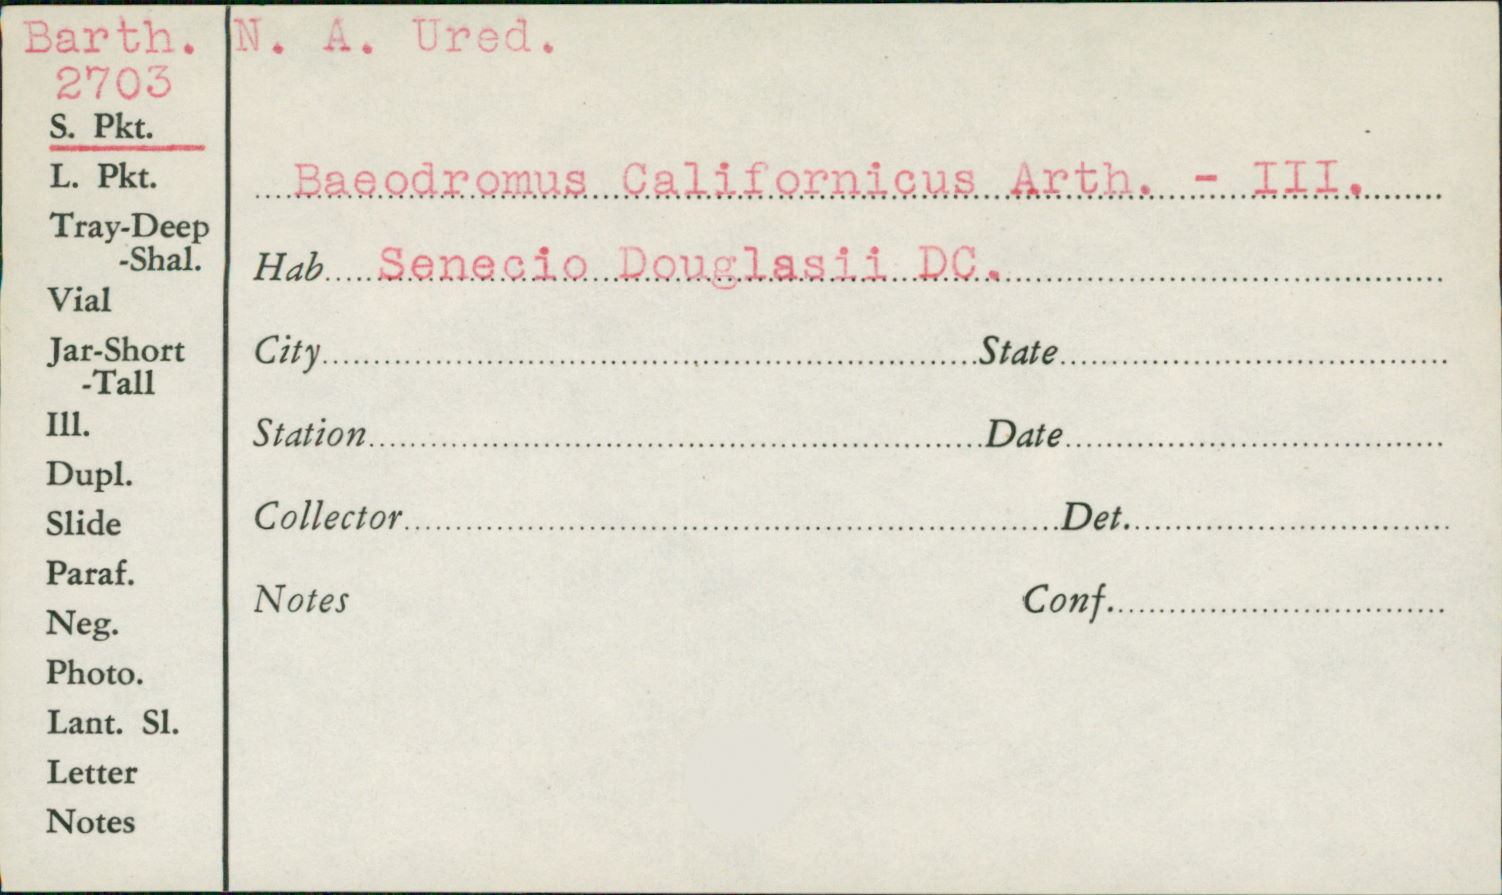 Barth. N. A. Ured.
2703
S. Pkt.
L. Pkt.
Tray-Deep
-Shal.
Vial
Jar-Short
-Tall
Ill.
Dupl.
Slide
Paraf.
Neg.
Photo.
Lant. Sl.
Letter
Notes
Baeodromus Californicus Arth. - III.
Hab Senecio Douglasii DC.
City State
Station Date
Collector Det.
Notes Conf.